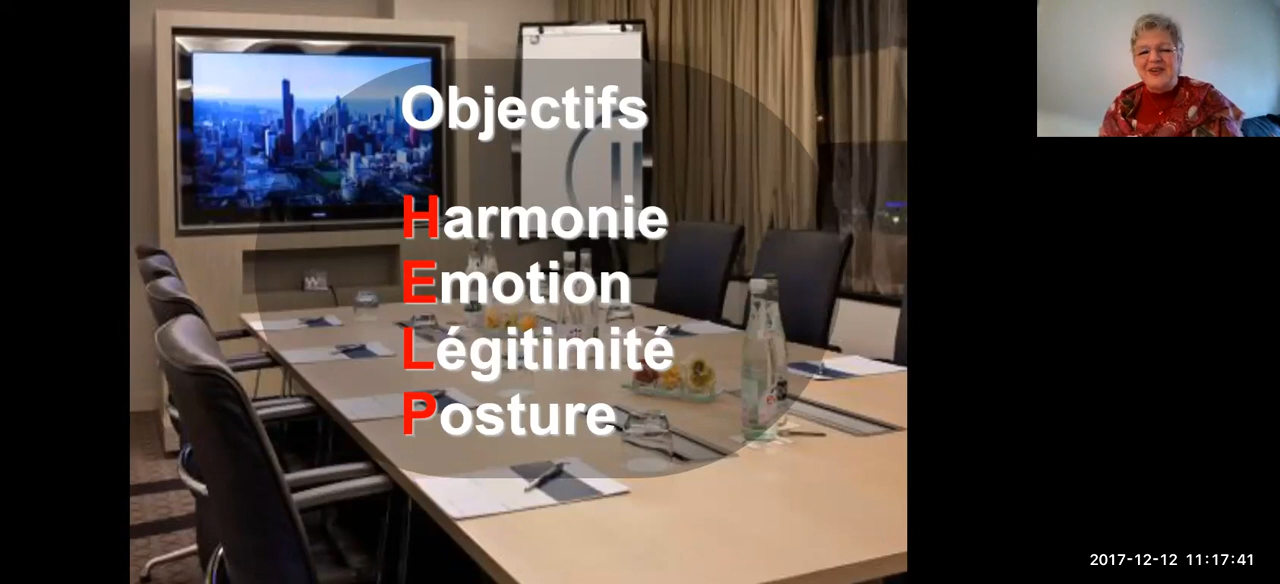 Objectifs
Harmonie
Emotion
Légitimité
Posture
2017-12-12 11:17:41